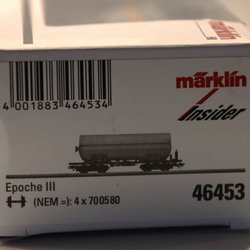 4 001883 464534
märklin
Insider
Epoche III
(NEM =): 4 x 700580
46453